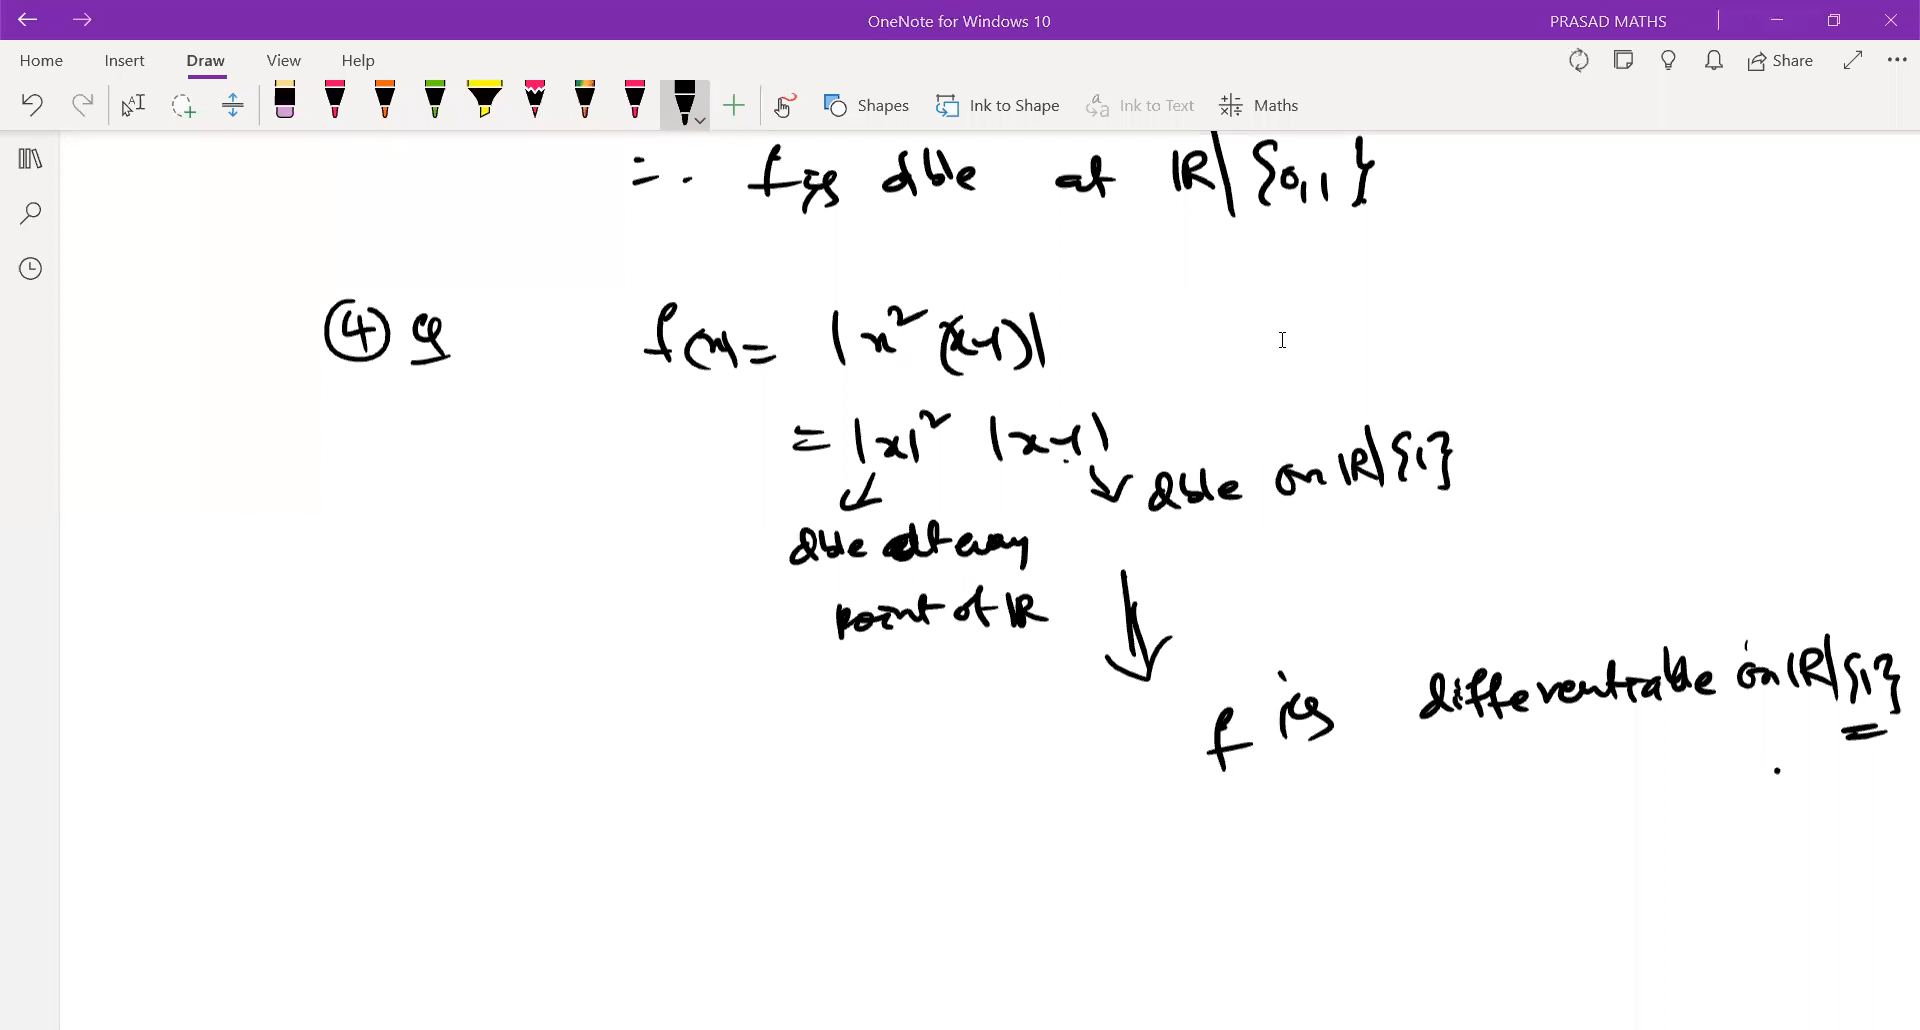 OneNote for Windows 10
PRASAD MATHS
Home Insert Draw View Help
Share
Shapes Ink to Shape Ink to Text Maths
∴ f is dble at ℝ\{0,1}
④ f(x) = |x²(x-1)|
= |x|² |x-1|
dble on ℝ\{1}
dble at every
point of ℝ
f is differentiable on ℝ\{1}